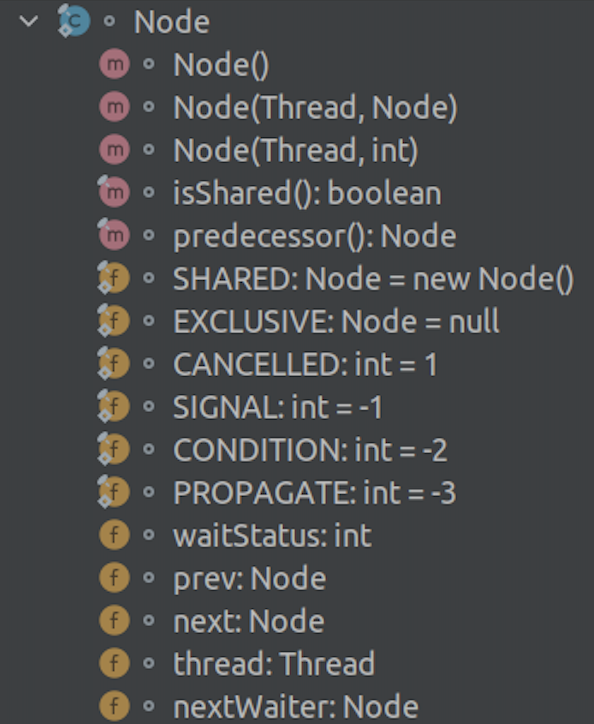 Node
Node()
Node(Thread, Node)
Node(Thread, int)
isShared(): boolean
predecessor(): Node
SHARED: Node = new Node()
EXCLUSIVE: Node = null
CANCELLED: int = 1
SIGNAL: int = -1
CONDITION: int = -2
PROPAGATE: int = -3
waitStatus: int
prev: Node
next: Node
thread: Thread
nextWaiter: Node